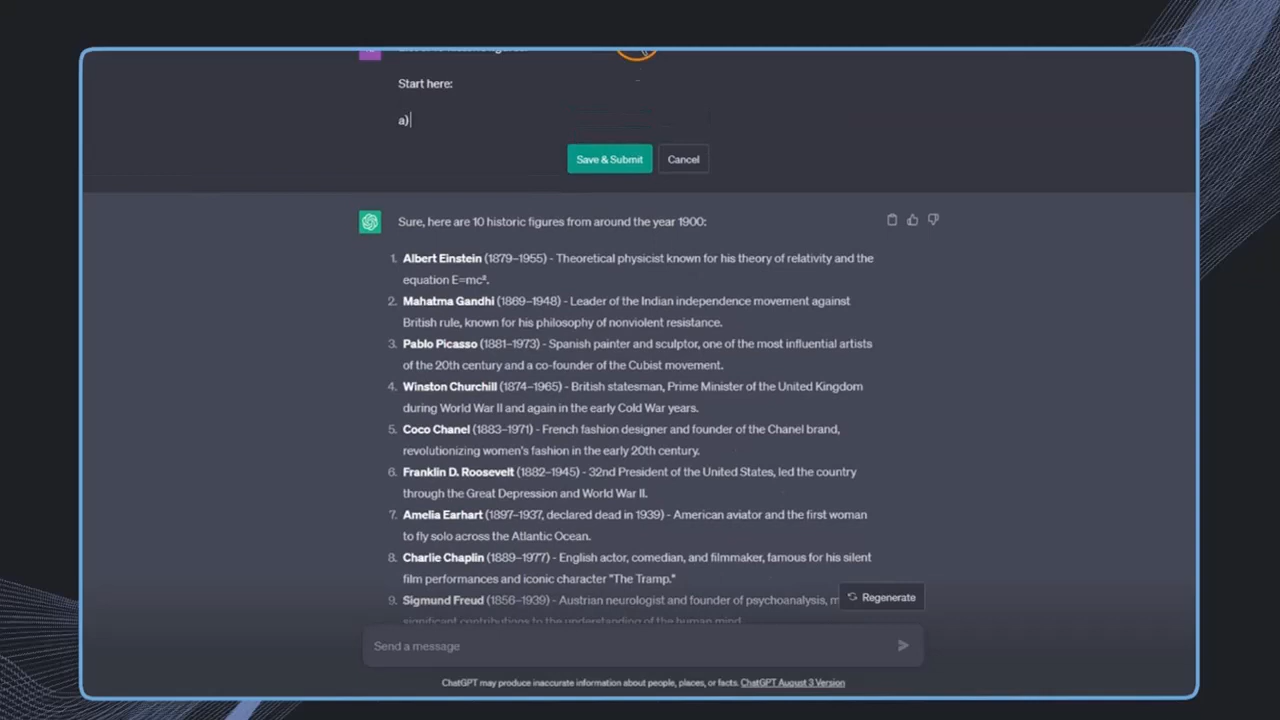 Start here:
a)
Save & Submit
Cancel
Sure, here are 10 historic figures from around the year 1900:
1. Albert Einstein (1879–1955) - Theoretical physicist known for his theory of relativity and the
equation E=mc².
2. Mahatma Gandhi (1869–1948) - Leader of the Indian independence movement against
British rule, known for his philosophy of nonviolent resistance.
3. Pablo Picasso (1881–1973) - Spanish painter and sculptor, one of the most influential artists
of the 20th century and a co-founder of the Cubist movement.
4. Winston Churchill (1874–1965) - British statesman, Prime Minister of the United Kingdom
during World War II and again in the early Cold War years.
5. Coco Chanel (1883–1971) - French fashion designer and founder of the Chanel brand,
revolutionizing women's fashion in the early 20th century.
6. Franklin D. Roosevelt (1882–1945) - 32nd President of the United States, led the country
through the Great Depression and World War II.
7. Amelia Earhart (1897–1937, declared dead in 1939) - American aviator and the first woman
to fly solo across the Atlantic Ocean.
8. Charlie Chaplin (1889–1977) - English actor, comedian, and filmmaker, famous for his silent
film performances and iconic character "The Tramp."
9. Sigmund Freud (1856–1939) - Austrian neurologist and founder of psychoanalysis, m
Regenerate
significant contributions to the understanding of the human mind.
Send a message
ChatGPT may produce inaccurate information about people, places, or facts. ChatGPT August 3 Version